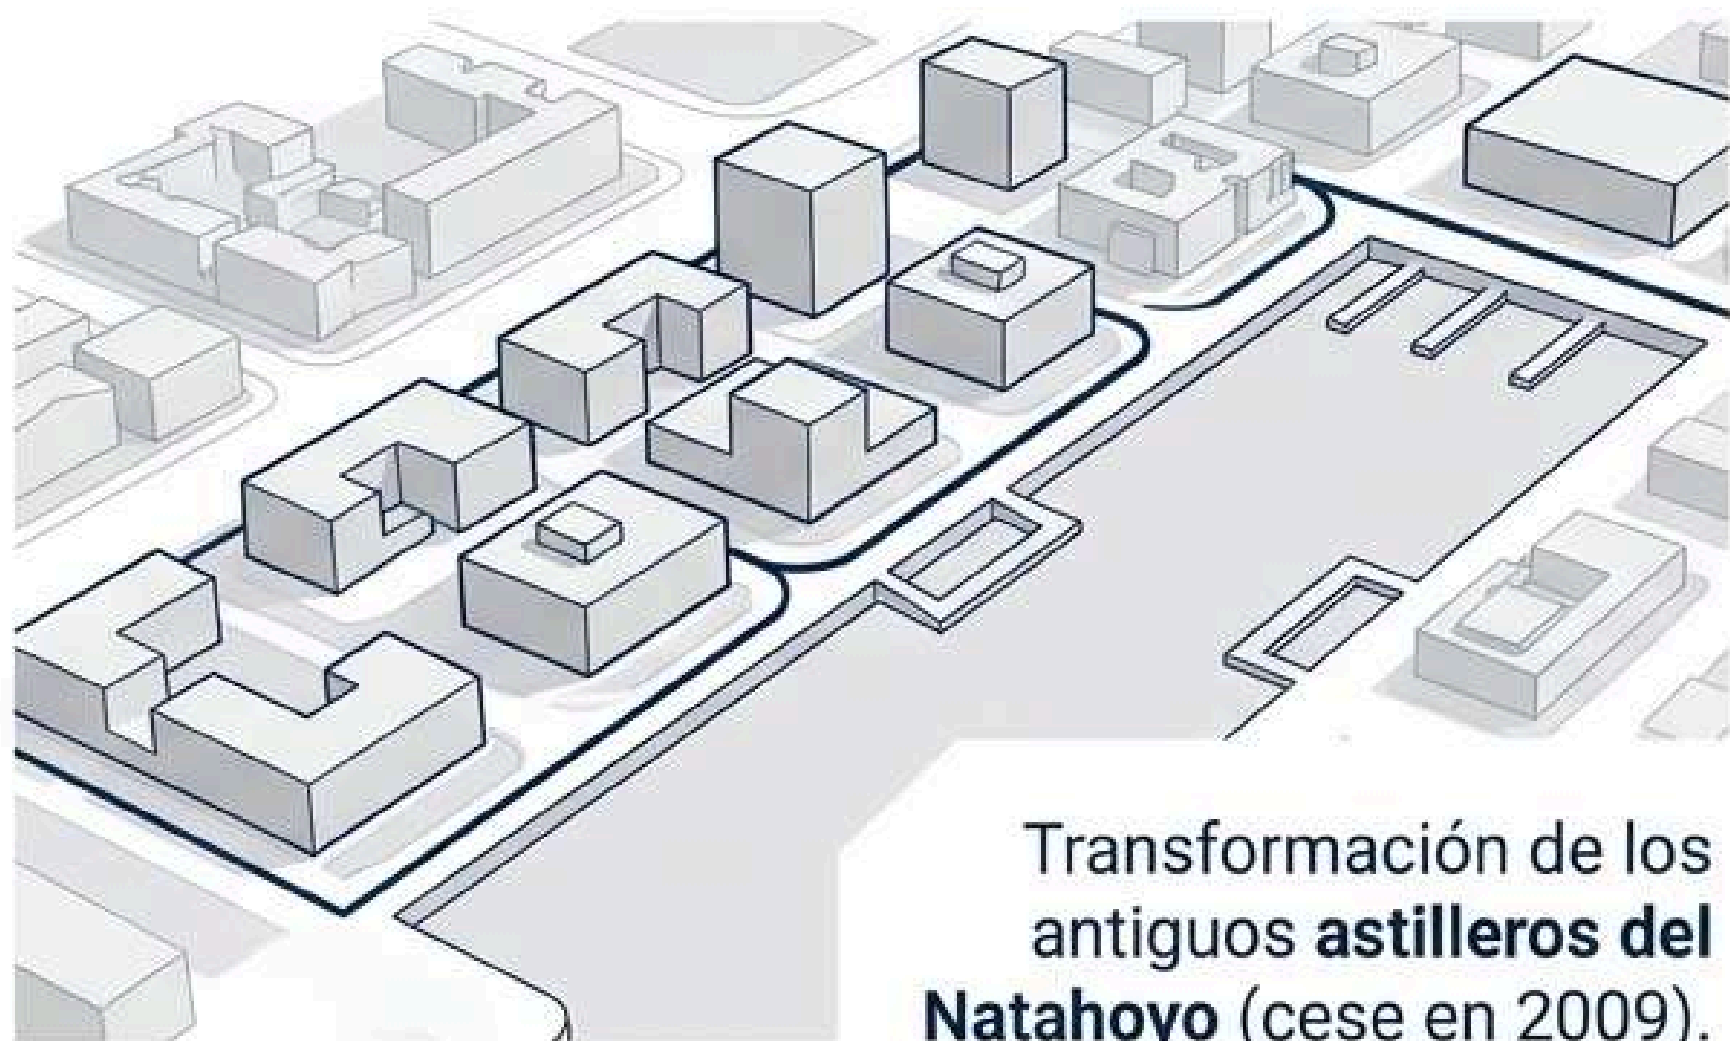 Transformación de los
antiguos astilleros del
Natahoyo (cese en 2009).